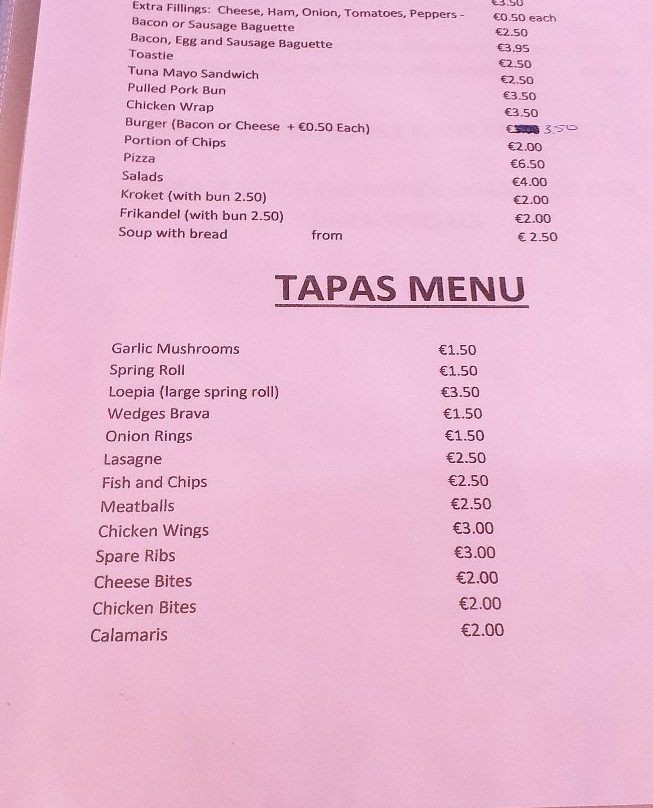 €3.50
Extra Fillings: Cheese, Ham, Onion, Tomatoes, Peppers - €0.50 each
Bacon or Sausage Baguette €2.50
Bacon, Egg and Sausage Baguette €3.95
Toastie €2.50
Tuna Mayo Sandwich €2.50
Pulled Pork Bun €3.50
Chicken Wrap €3.50
Burger (Bacon or Cheese + €0.50 Each) € 3.50
Portion of Chips €2.00
Pizza €6.50
Salads €4.00
Kroket (with bun 2.50) €2.00
Frikandel (with bun 2.50) €2.00
Soup with bread from € 2.50
TAPAS MENU
Garlic Mushrooms €1.50
Spring Roll €1.50
Loepia (large spring roll) €3.50
Wedges Brava €1.50
Onion Rings €1.50
Lasagne €2.50
Fish and Chips €2.50
Meatballs €2.50
Chicken Wings €3.00
Spare Ribs €3.00
Cheese Bites €2.00
Chicken Bites €2.00
Calamaris €2.00